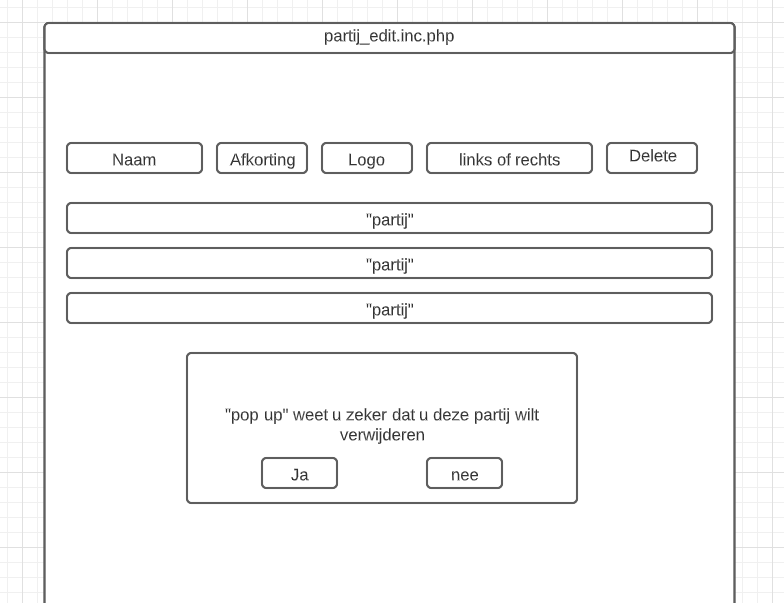 partij_edit.inc.php
Naam
Afkorting
Logo
links of rechts
Delete
"partij"
"partij"
"partij"
"pop up" weet u zeker dat u deze partij wilt
verwijderen
Ja
nee